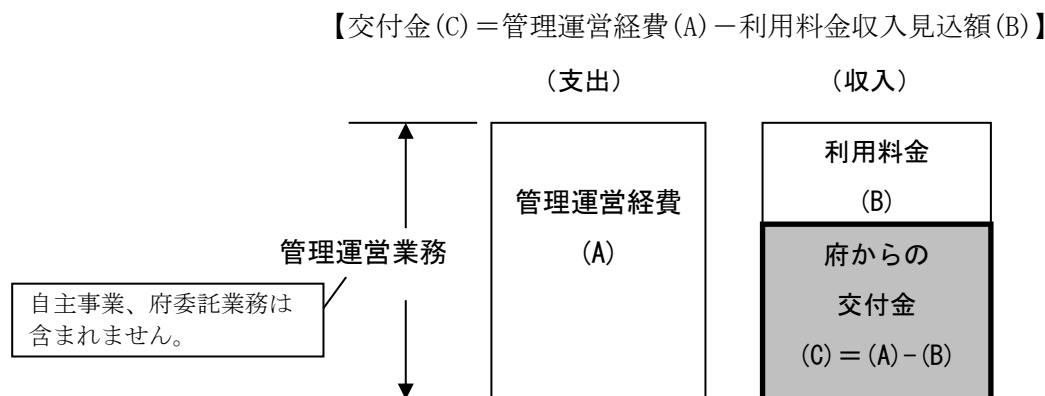 【交付金(C)＝管理運営経費(A)－利用料金収入見込額(B)】
（支出）
（収入）
管理運営業務
自主事業、府委託業務は
含まれません。
管理運営経費
(A)
利用料金
(B)
府からの
交付金
(C)＝(A)-(B)